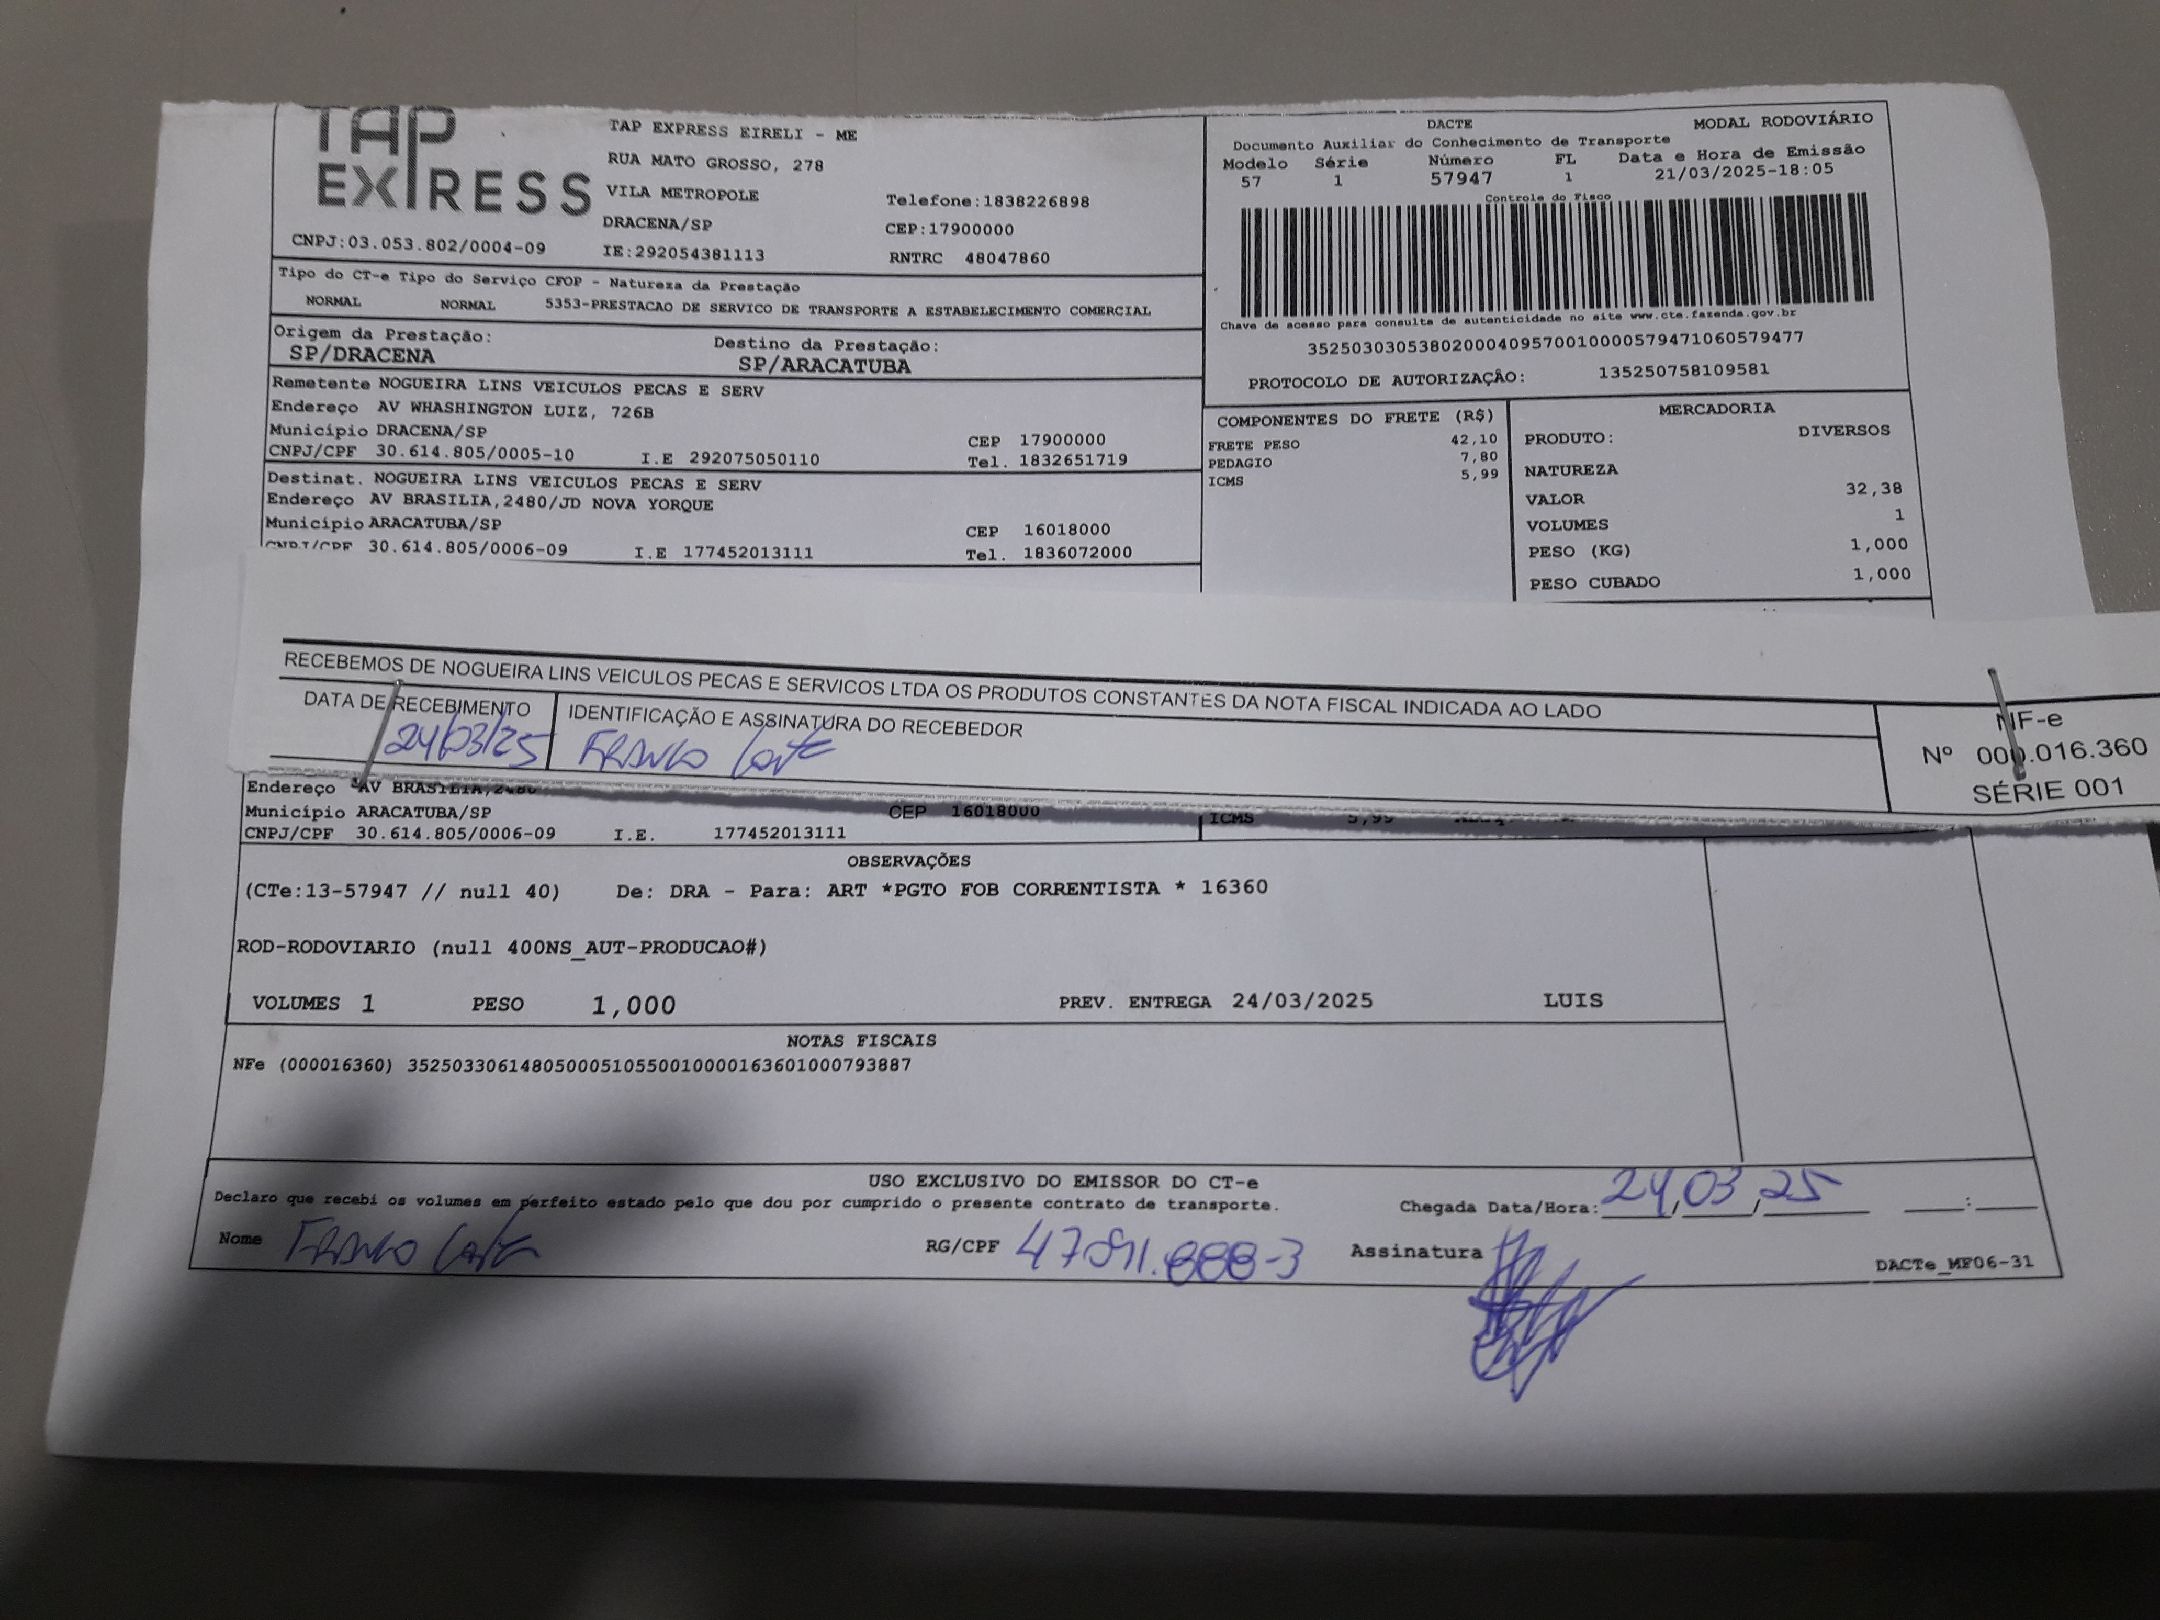 TAP EXPRESS
TAP EXPRESS EIRELI - ME
RUA MATO GROSSO, 278
VILA METROPOLE
DRACENA/SP
IE:292054381113
Telefone:1838226898
CEP:17900000
RNTRC 48047860
CNPJ:03.053.802/0004-09
Tipo do CT-e Tipo do Serviço CFOP - Natureza da Prestação
NORMAL NORMAL 5353-PRESTACAO DE SERVICO DE TRANSPORTE A ESTABELECIMENTO COMERCIAL
Origem da Prestação: Destino da Prestação:
SP/DRACENA SP/ARACATUBA
Remetente NOGUEIRA LINS VEICULOS PECAS E SERV
Endereço AV WHASHINGTON LUIZ, 726B
Município DRACENA/SP CEP 17900000
CNPJ/CPF 30.614.805/0005-10 I.E 292075050110 Tel. 1832651719
Destinat. NOGUEIRA LINS VEICULOS PECAS E SERV
Endereço AV BRASILIA,2480/JD NOVA YORQUE
Município ARACATUBA/SP CEP 16018000
CNPJ/CPF 30.614.805/0006-09 I.E 177452013111 Tel. 1836072000
DACTE MODAL RODOVIÁRIO
Documento Auxiliar do Conhecimento de Transporte
Modelo Série Número FL Data e Hora de Emissão
57 1 57947 1 21/03/2025-18:05
Controle do Fisco
Chave de acesso para consulta de autenticidade no site www.cte.fazenda.gov.br
35250303053802000409570010000579471060579477
PROTOCOLO DE AUTORIZAÇÃO: 135250758109581
COMPONENTES DO FRETE (R$)
FRETE PESO 42,10
PEDAGIO 7,80
ICMS 5,99
MERCADORIA
PRODUTO: DIVERSOS
NATUREZA
VALOR 32,38
VOLUMES 1
PESO (KG) 1,000
PESO CUBADO 1,000
RECEBEMOS DE NOGUEIRA LINS VEICULOS PECAS E SERVICOS LTDA OS PRODUTOS CONSTANTES DA NOTA FISCAL INDICADA AO LADO
DATA DE RECEBIMENTO IDENTIFICAÇÃO E ASSINATURA DO RECEBEDOR
24/03/25
NF-e
Nº 000.016.360
SÉRIE 001
Endereço AV BRASILIA,2480
Município ARACATUBA/SP CEP 16018000
CNPJ/CPF 30.614.805/0006-09 I.E. 177452013111
ICMS 5,99
OBSERVAÇÕES
(CTe:13-57947 // null 40) De: DRA - Para: ART *PGTO FOB CORRENTISTA * 16360
ROD-RODOVIARIO (null 400NS_AUT-PRODUCAO#)
VOLUMES 1 PESO 1,000 PREV. ENTREGA 24/03/2025 LUIS
NOTAS FISCAIS
NFe (000016360) 35250330614805000510550010000163601000793887
USO EXCLUSIVO DO EMISSOR DO CT-e
Declaro que recebi os volumes em perfeito estado pelo que dou por cumprido o presente contrato de transporte.
Chegada Data/Hora: 24/03/25 :
Nome RG/CPF Assinatura
DACTe_MF06-31